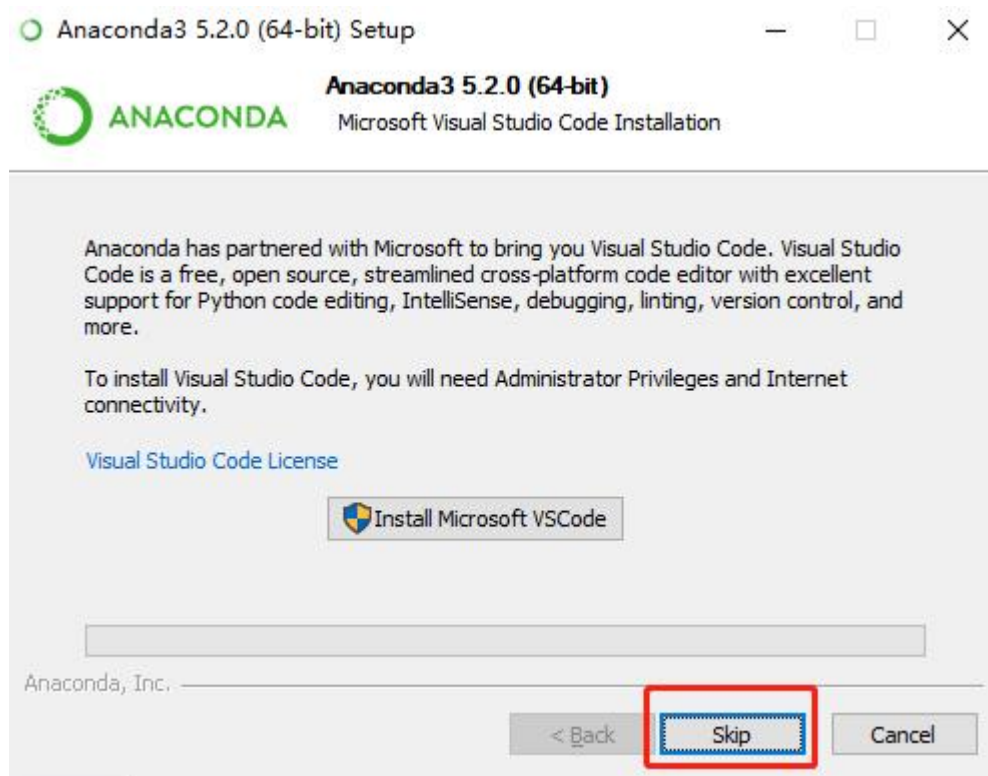 Anaconda3 5.2.0 (64-bit) Setup
ANACONDA
Anaconda3 5.2.0 (64-bit)
Microsoft Visual Studio Code Installation
Anaconda has partnered with Microsoft to bring you Visual Studio Code. Visual Studio
Code is a free, open source, streamlined cross-platform code editor with excellent
support for Python code editing, IntelliSense, debugging, linting, version control, and
more.
To install Visual Studio Code, you will need Administrator Privileges and Internet
connectivity.
Visual Studio Code License
Install Microsoft VSCode
Anaconda, Inc.
< Back
Skip
Cancel